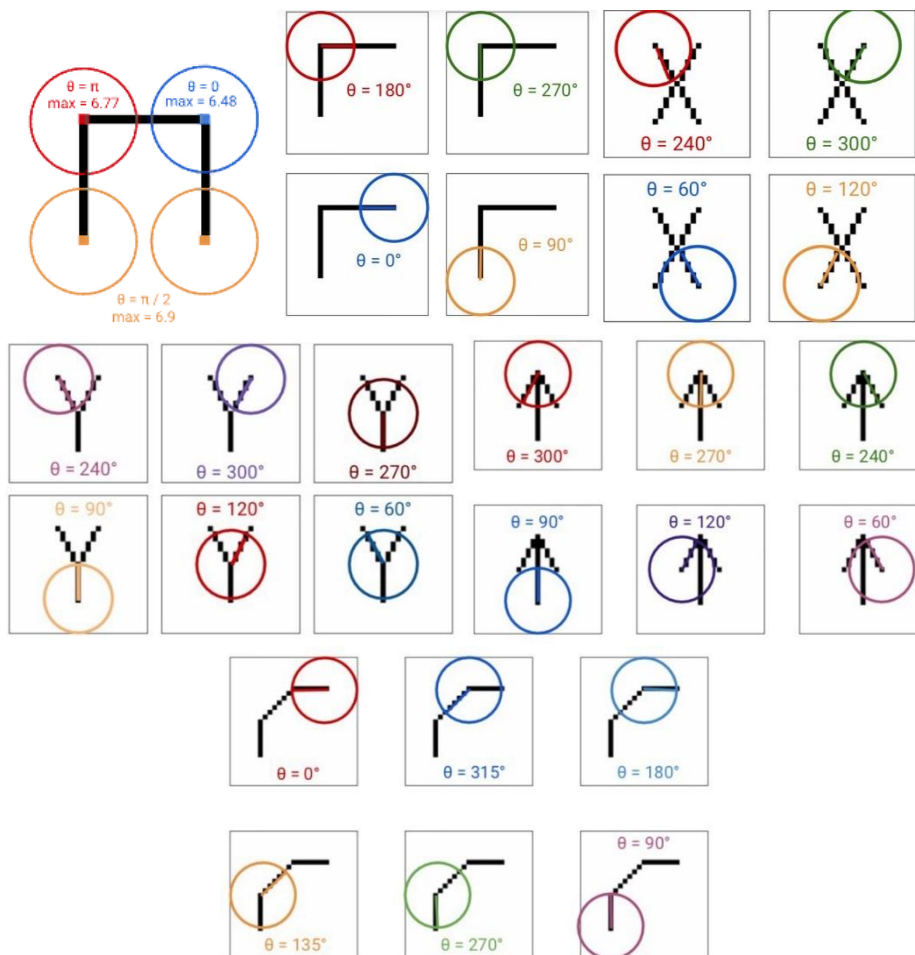 θ = π
max = 6.77
θ = 0
max = 6.48
θ = π / 2
max = 6.9
θ = 180°
θ = 270°
θ = 240°
θ = 300°
θ = 0°
θ = 90°
θ = 60°
θ = 120°
θ = 240°
θ = 300°
θ = 270°
θ = 300°
θ = 270°
θ = 240°
θ = 90°
θ = 120°
θ = 60°
θ = 90°
θ = 120°
θ = 60°
θ = 0°
θ = 315°
θ = 180°
θ = 135°
θ = 270°
θ = 90°